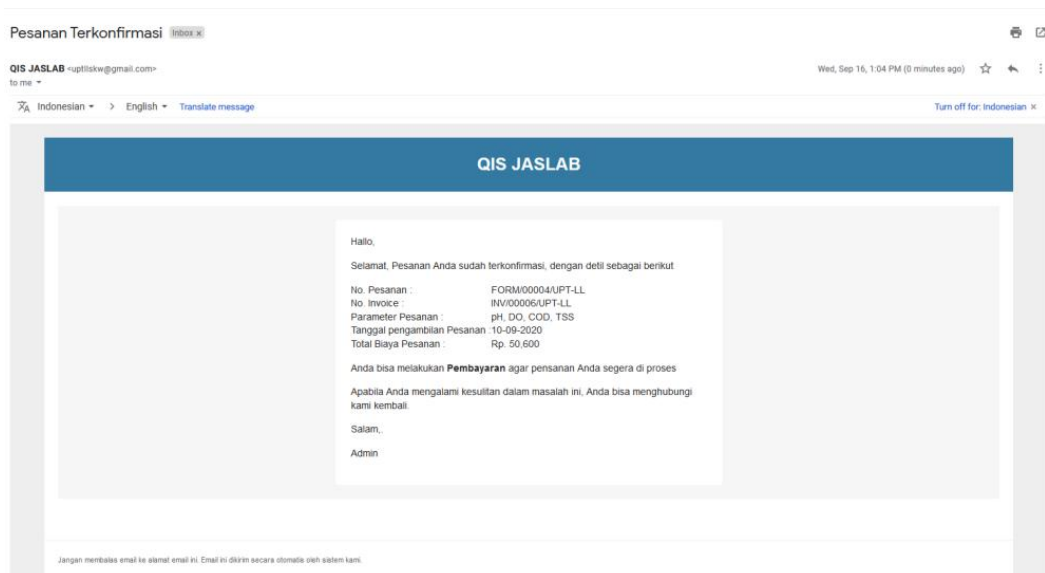 Pesanan Terkonfirmasi Inbox x
QIS JASLAB <uptllskw@gmail.com> Wed, Sep 16, 1:04 PM (0 minutes ago)
to me
Indonesian > English Translate message Turn off for: Indonesian x
QIS JASLAB
Hallo,
Selamat, Pesanan Anda sudah terkonfirmasi, dengan detil sebagai berikut
No. Pesanan : FORM/00004/UPT-LL
No. Invoice : INV/00006/UPT-LL
Parameter Pesanan : pH, DO, COD, TSS
Tanggal pengambilan Pesanan :10-09-2020
Total Biaya Pesanan : Rp. 50,600
Anda bisa melakukan Pembayaran agar pensanan Anda segera di proses
Apabila Anda mengalami kesulitan dalam masalah ini, Anda bisa menghubungi
kami kembali.
Salam,.
Admin
Jangan membalas email ke alamat email ini. Email ini dikirim secara otomatis oleh sistem kami.